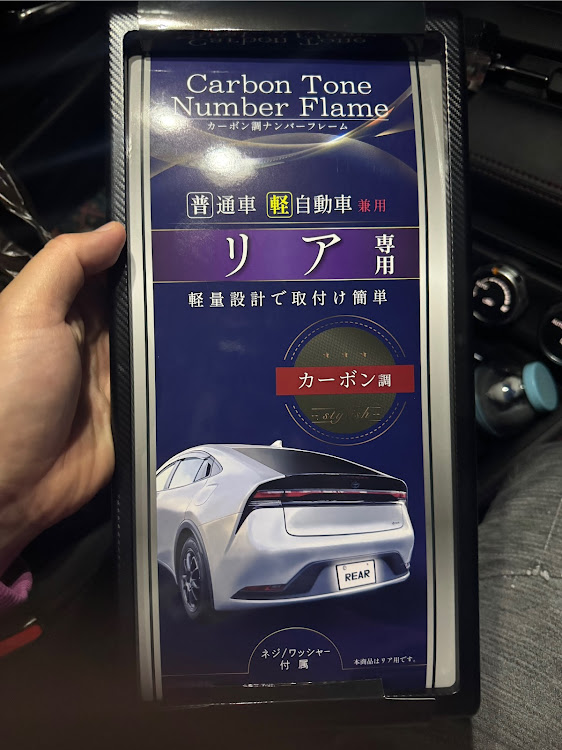 Carbon Tone
Number Flame
カーボン調ナンバーフレーム
普通車 軽自動車 兼用
リア 専用
軽量設計で取付け簡単
カーボン調
stylish
REAR
ネジ/ワッシャー
付属
本商品はリア用です。